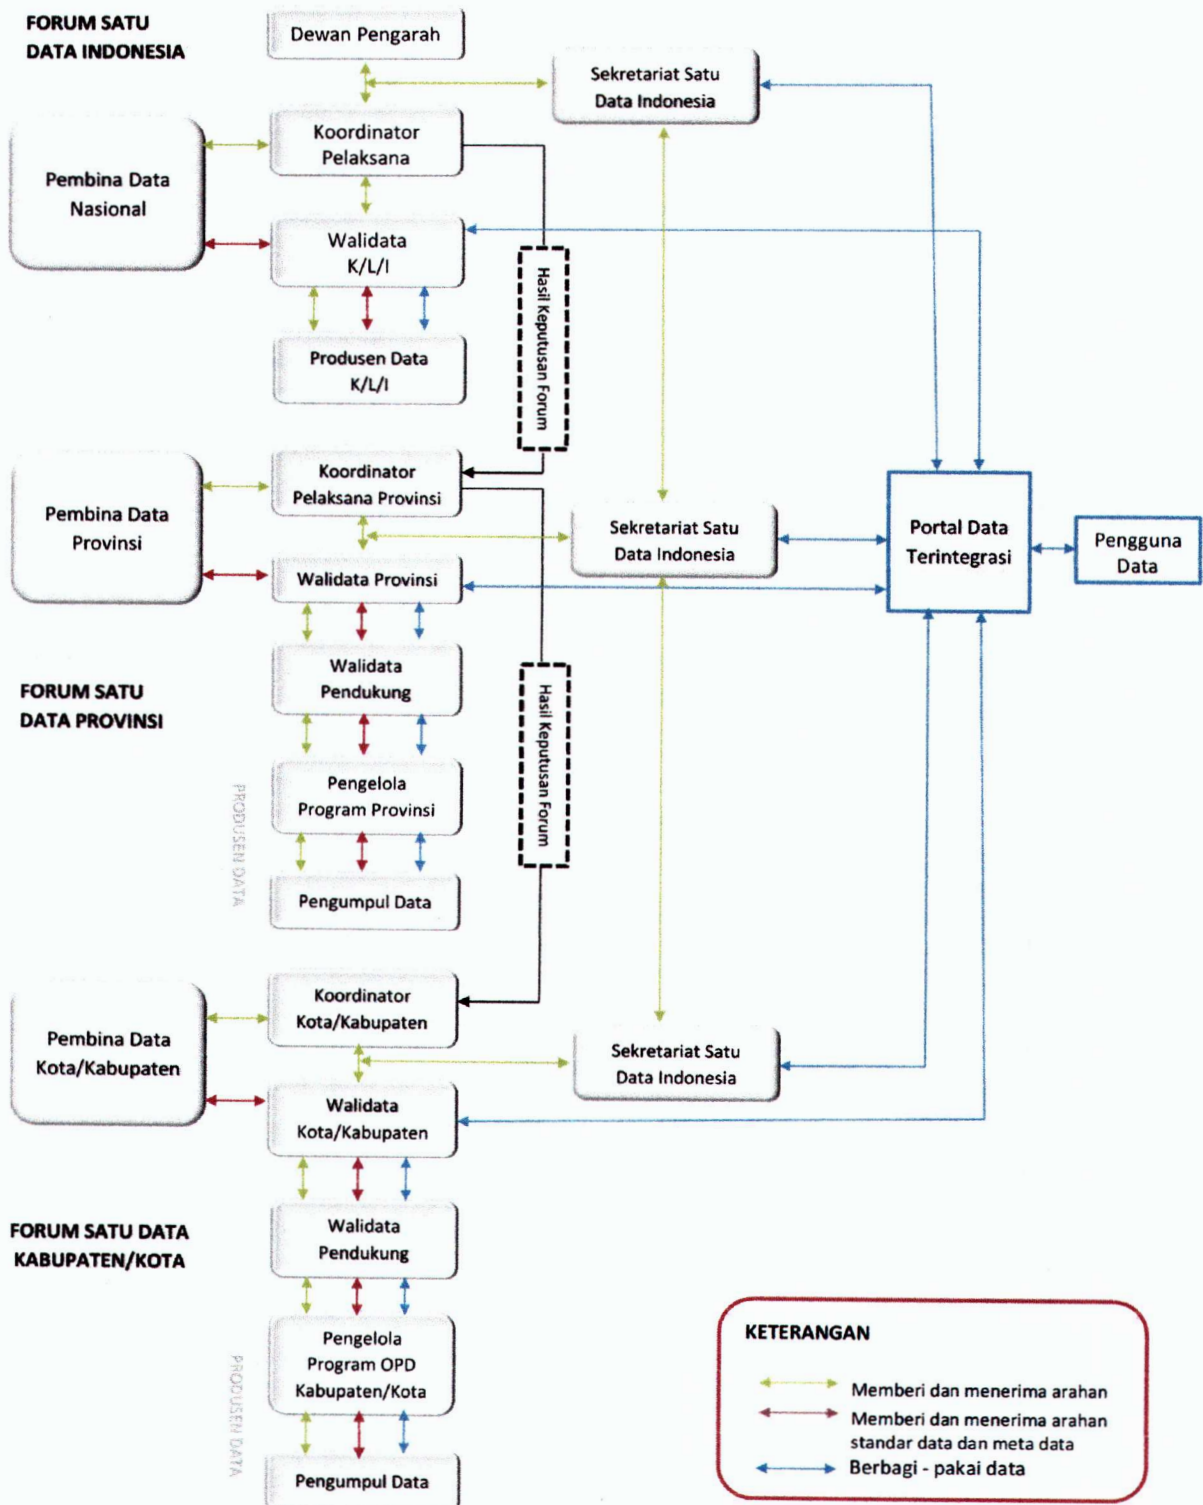 FORUM SATU
DATA INDONESIA
Dewan Pengarah
Sekretariat Satu
Data Indonesia
Koordinator
Pelaksana
Pembina Data
Nasional
Walidata
K/L/I
Hasil Keputusan Forum
Produsen Data
K/L/I
Koordinator
Pelaksana Provinsi
Pembina Data
Provinsi
Sekretariat Satu
Data Indonesia
Portal Data
Terintegrasi
Pengguna
Data
Walidata Provinsi
FORUM SATU
DATA PROVINSI
Walidata
Pendukung
Hasil Keputusan Forum
PRODUSEN DATA
Pengelola
Program Provinsi
Pengumpul Data
Koordinator
Kota/Kabupaten
Pembina Data
Kota/Kabupaten
Sekretariat Satu
Data Indonesia
Walidata
Kota/Kabupaten
FORUM SATU DATA
KABUPATEN/KOTA
Walidata
Pendukung
PRODUSEN DATA
Pengelola
Program OPD
Kabupaten/Kota
Pengumpul Data
KETERANGAN
Memberi dan menerima arahan
Memberi dan menerima arahan
standar data dan meta data
Berbagi - pakai data